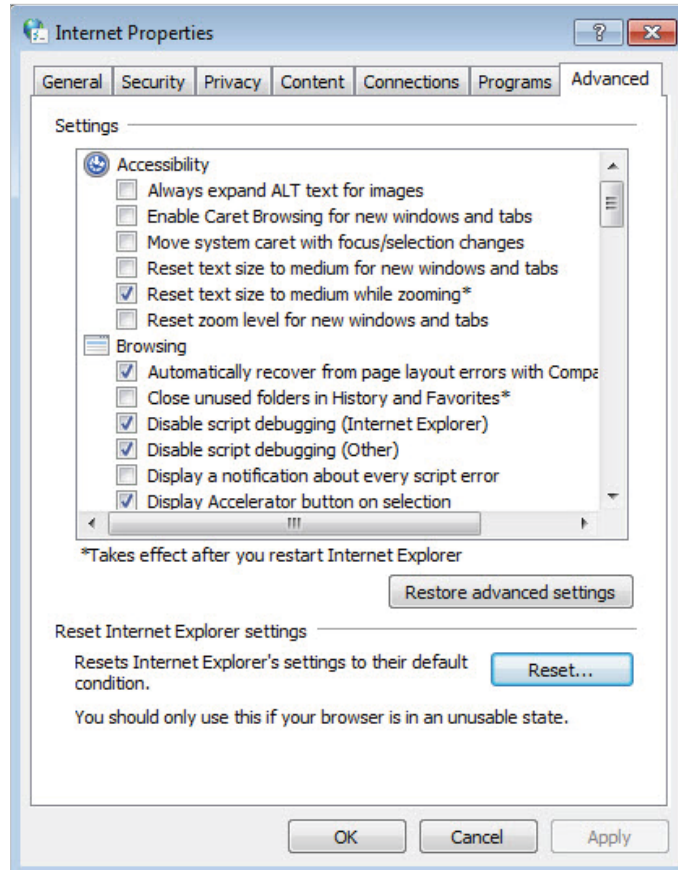 Internet Properties
General Security Privacy Content Connections Programs Advanced
Settings
Accessibility
Always expand ALT text for images
Enable Caret Browsing for new windows and tabs
Move system caret with focus/selection changes
Reset text size to medium for new windows and tabs
Reset text size to medium while zooming*
Reset zoom level for new windows and tabs
Browsing
Automatically recover from page layout errors with Compa
Close unused folders in History and Favorites*
Disable script debugging (Internet Explorer)
Disable script debugging (Other)
Display a notification about every script error
Display Accelerator button on selection
*Takes effect after you restart Internet Explorer
Restore advanced settings
Reset Internet Explorer settings
Resets Internet Explorer's settings to their default
condition.
Reset...
You should only use this if your browser is in an unusable state.
OK Cancel Apply